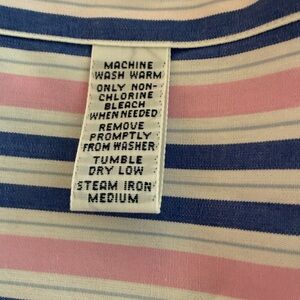 MACHINE
WASH WARM
ONLY NON-
CHLORINE
BLEACH
WHEN NEEDED
REMOVE
PROMPTLY
FROM WASHER
TUMBLE
DRY LOW
STEAM IRON
MEDIUM